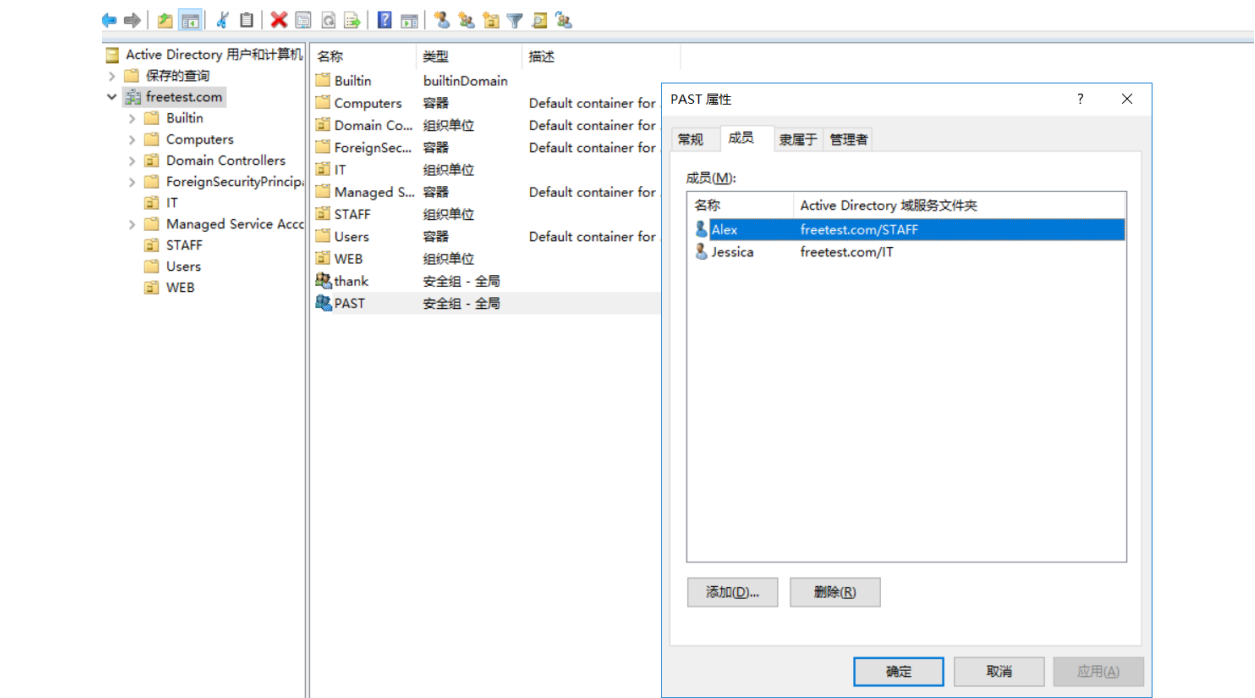 Active Directory 用户和计算机
保存的查询
freetest.com
Builtin
Computers
Domain Controllers
ForeignSecurityPrincip
IT
Managed Service Acc
STAFF
Users
WEB
名称 类型 描述
Builtin builtinDomain
Computers 容器 Default container for
Domain Co... 组织单位 Default container for
ForeignSec... 容器 Default container for
IT 组织单位
Managed S... 容器 Default container for
STAFF 组织单位
Users 容器 Default container for
WEB 组织单位
thank 安全组 - 全局
PAST 安全组 - 全局
PAST 属性 ?
常规 成员 隶属于 管理者
成员(M):
名称 Active Directory 域服务文件夹
Alex freetest.com/STAFF
Jessica freetest.com/IT
添加(D)... 删除(R)
确定 取消 应用(A)